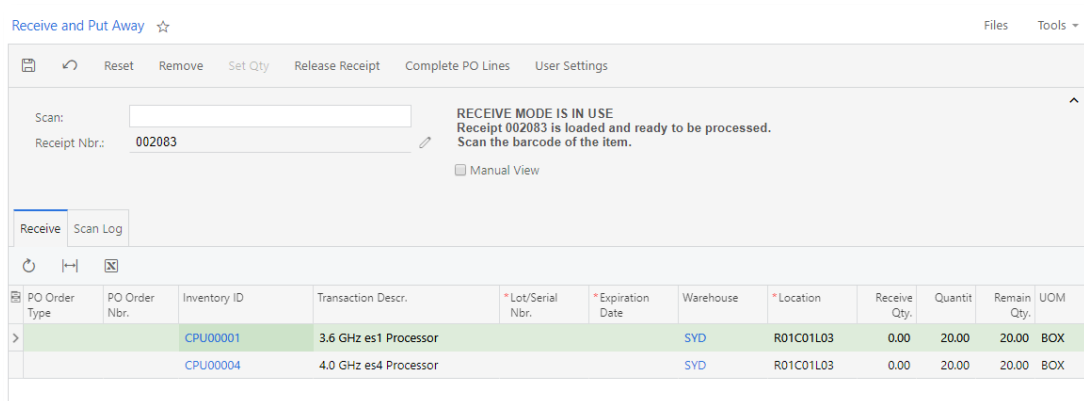 Receive and Put Away Files Tools
Reset Remove Set Qty Release Receipt Complete PO Lines User Settings
Scan:
Receipt Nbr.: 002083
RECEIVE MODE IS IN USE
Receipt 002083 is loaded and ready to be processed.
Scan the barcode of the item.
Manual View
Receive Scan Log
PO Order Type PO Order Nbr. Inventory ID Transaction Descr. *Lot/Serial Nbr. *Expiration Date Warehouse *Location Receive Qty. Quantit Remain Qty. UOM
CPU00001 3.6 GHz es1 Processor SYD R01C01L03 0.00 20.00 20.00 BOX
CPU00004 4.0 GHz es4 Processor SYD R01C01L03 0.00 20.00 20.00 BOX